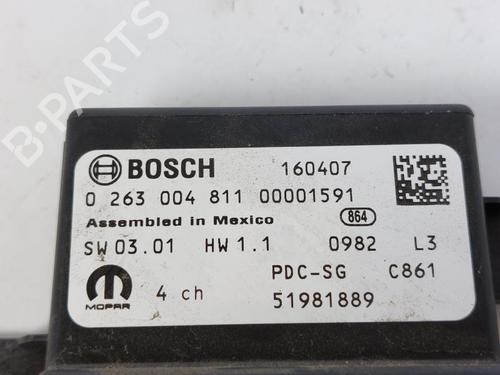 B-PARTS
BOSCH 160407
0 263 004 811 00001591
Assembled in Mexico 864
SW 03.01 HW 1.1 0982 L3
PDC-SG C861
MOPAR 4 ch 51981889